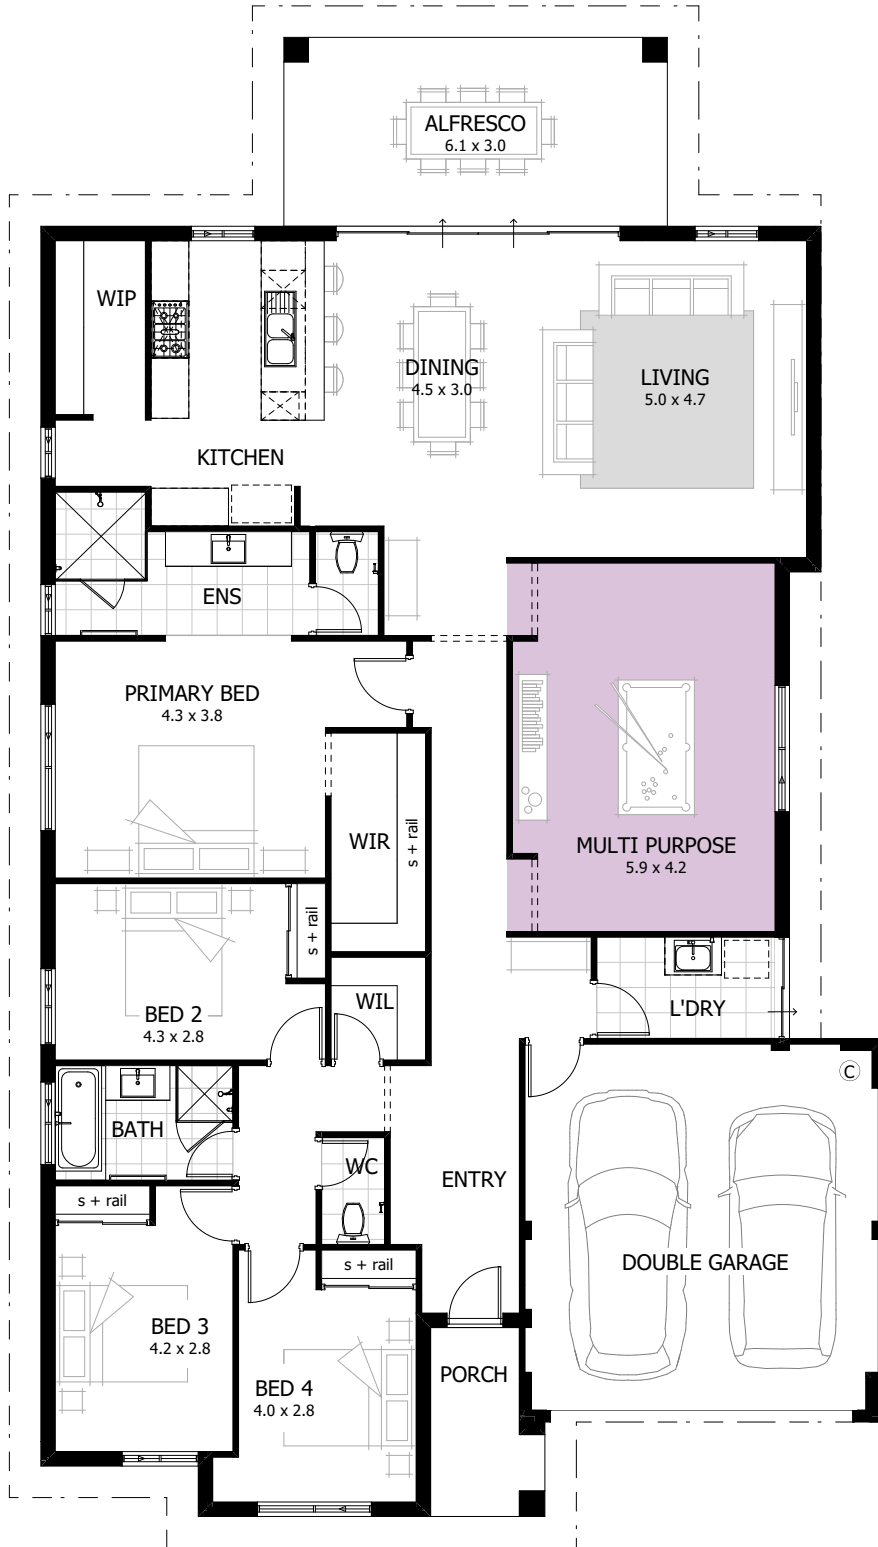 ALFRESCO
6.1 x 3.0
WIP
DINING
4.5 x 3.0
LIVING
5.0 x 4.7
KITCHEN
ENS
PRIMARY BED
4.3 x 3.8
WIR
s + rail
MULTI PURPOSE
5.9 x 4.2
s + rail
BED 2
4.3 x 2.8
WIL
L'DRY
C
BATH
WC
ENTRY
s + rail
DOUBLE GARAGE
s + rail
BED 3
4.2 x 2.8
BED 4
4.0 x 2.8
PORCH